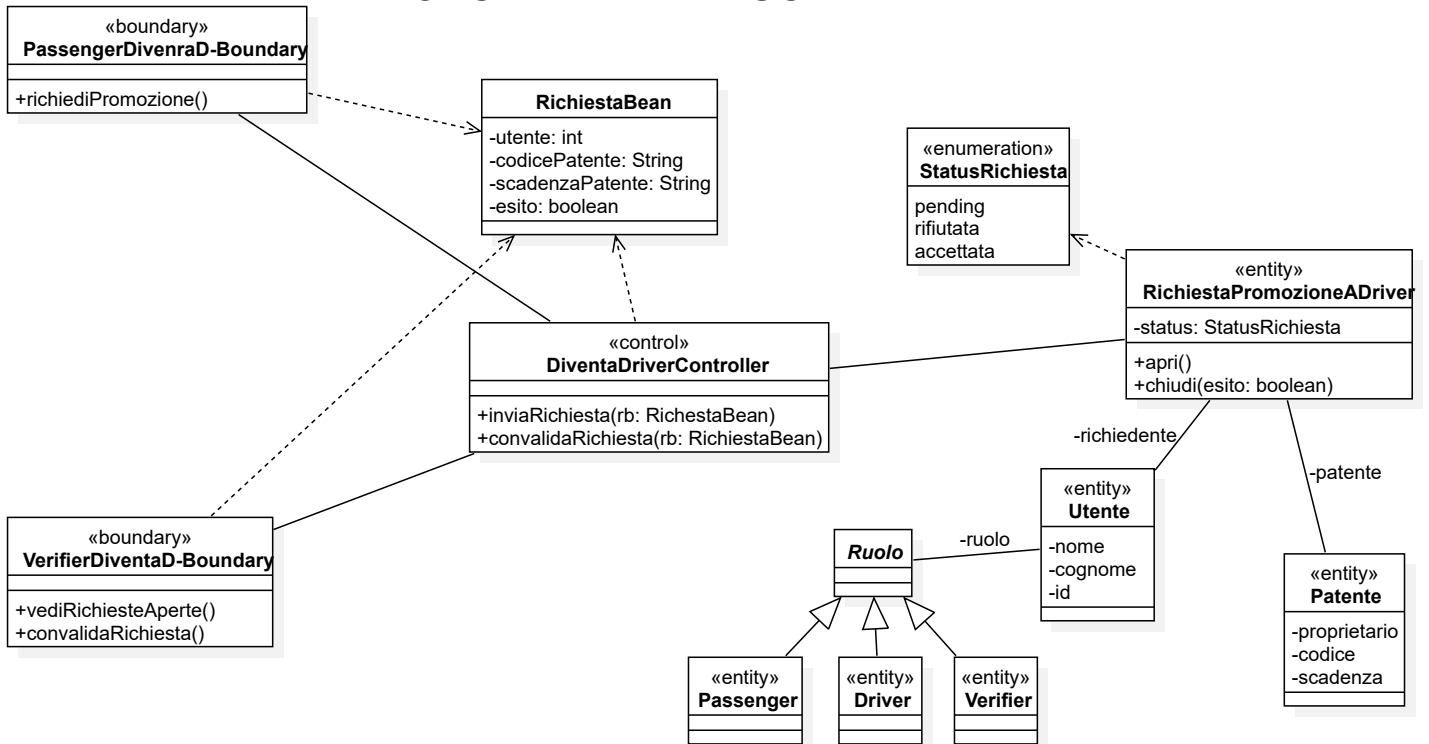 «boundary»
PassengerDivenraD-Boundary
+richiediPromozione()
RichiestaBean
-utente: int
-codicePatente: String
-scadenzaPatente: String
-esito: boolean
«enumeration»
StatusRichiesta
pending
rifiutata
accettata
«entity»
RichiestaPromozioneADriver
-status: StatusRichiesta
+apri()
+chiudi(esito: boolean)
«control»
DiventaDriverController
+inviaRichiesta(rb: RichestaBean)
+convalidaRichiesta(rb: RichiestaBean)
-richiedente
-patente
«boundary»
VerifierDiventaD-Boundary
+vediRichiesteAperte()
+convalidaRichiesta()
Ruolo
-ruolo
«entity»
Utente
-nome
-cognome
-id
«entity»
Patente
-proprietario
-codice
-scadenza
«entity»
Passenger
«entity»
Driver
«entity»
Verifier